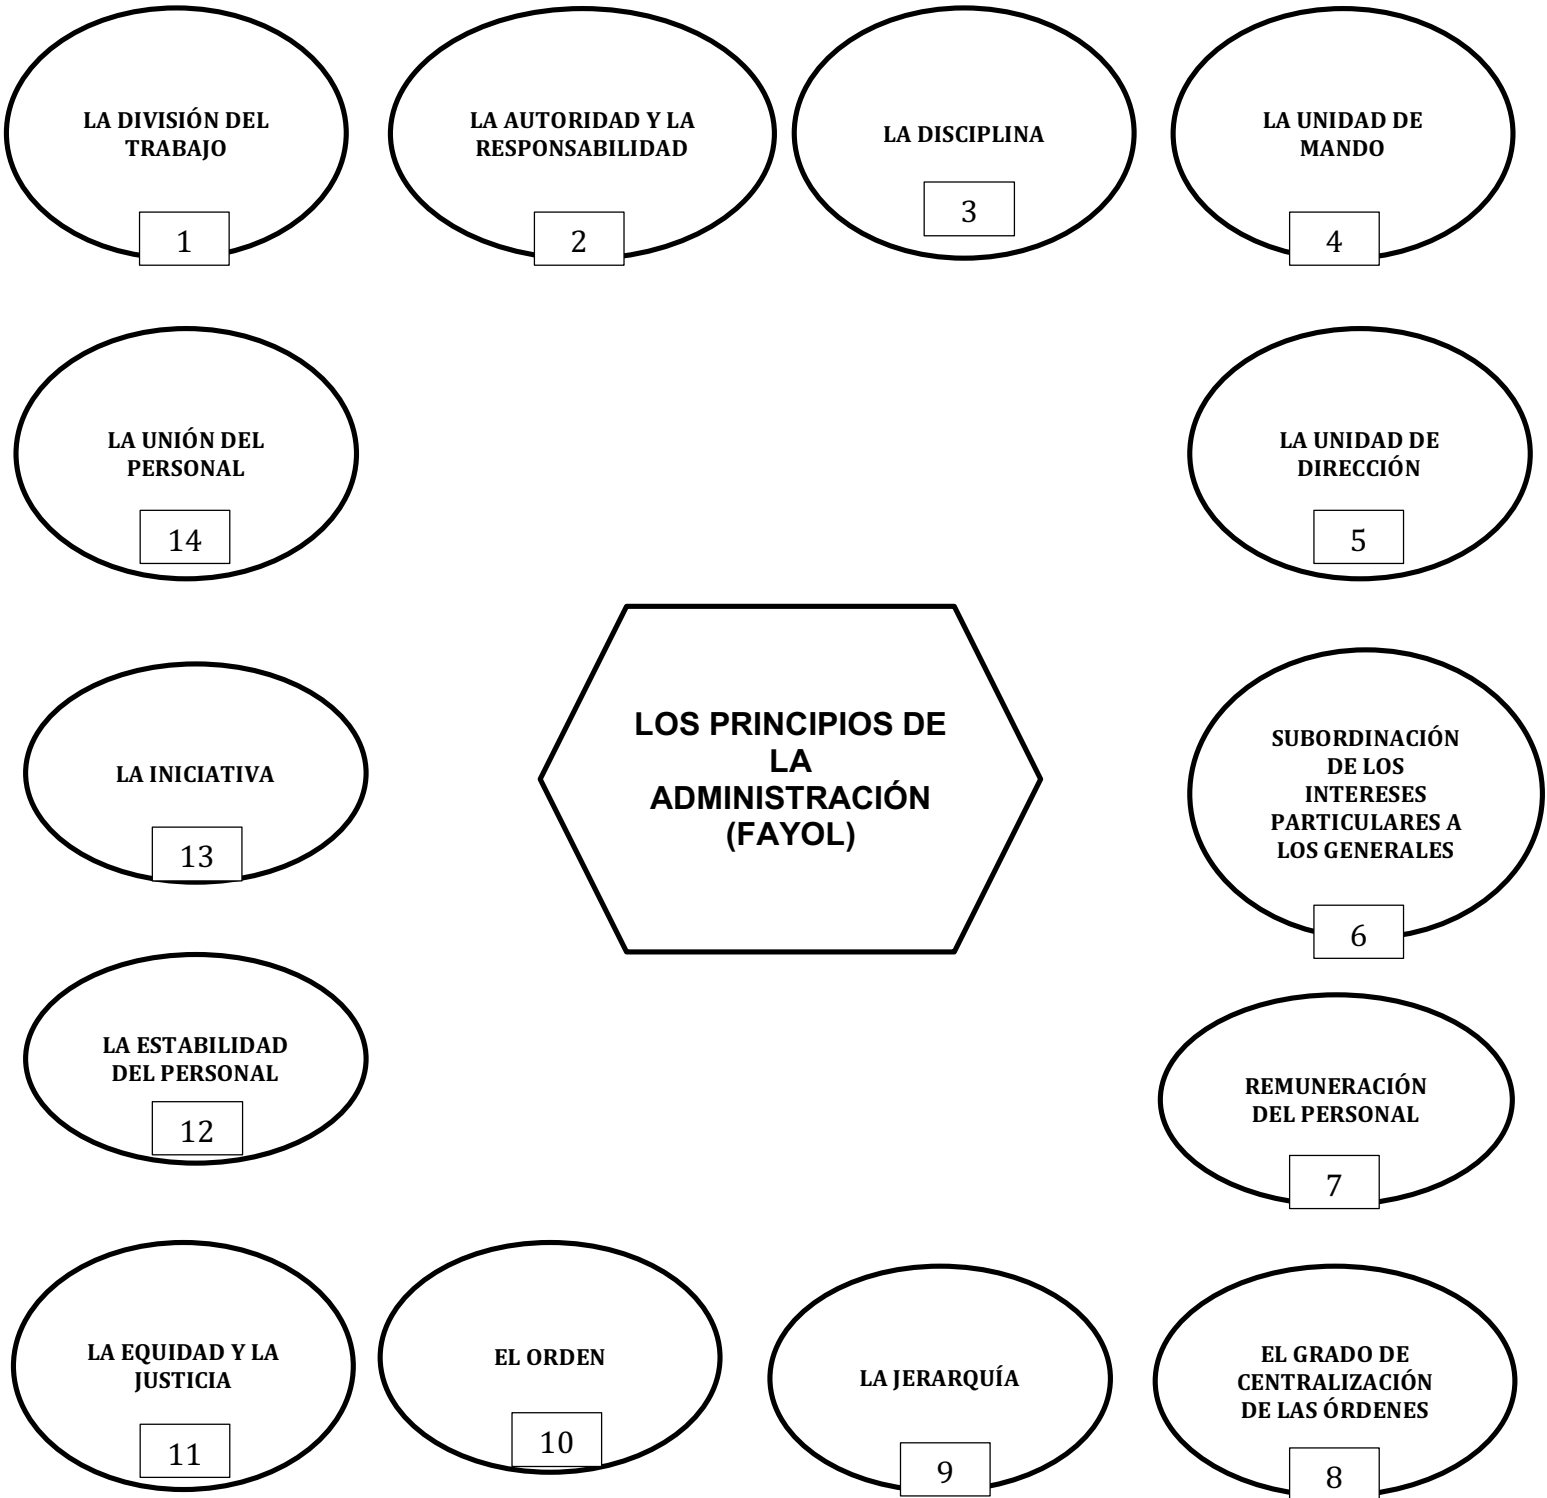 LA DIVISIÓN DEL
TRABAJO
1
LA AUTORIDAD Y LA
RESPONSABILIDAD
2
LA DISCIPLINA
3
LA UNIDAD DE
MANDO
4
LA UNIÓN DEL
PERSONAL
14
LA UNIDAD DE
DIRECCIÓN
5
LOS PRINCIPIOS DE
LA
ADMINISTRACIÓN
(FAYOL)
LA INICIATIVA
13
SUBORDINACIÓN
DE LOS
INTERESES
PARTICULARES A
LOS GENERALES
6
LA ESTABILIDAD
DEL PERSONAL
12
REMUNERACIÓN
DEL PERSONAL
7
LA EQUIDAD Y LA
JUSTICIA
11
EL ORDEN
10
LA JERARQUÍA
9
EL GRADO DE
CENTRALIZACIÓN
DE LAS ÓRDENES
8